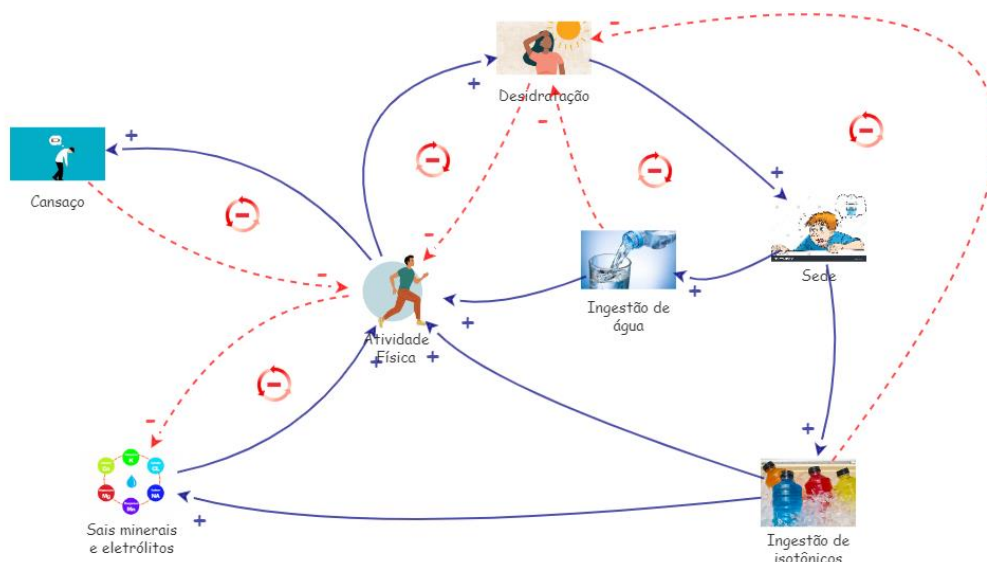 Desidratação
Cansaço
Sede
Ingestão de
água
Atividade
Física
Sais minerais
e eletrólitos
Ingestão de
isotônicos